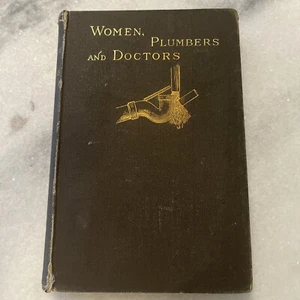 WOMEN,
PLUMBERS
AND DOCTORS